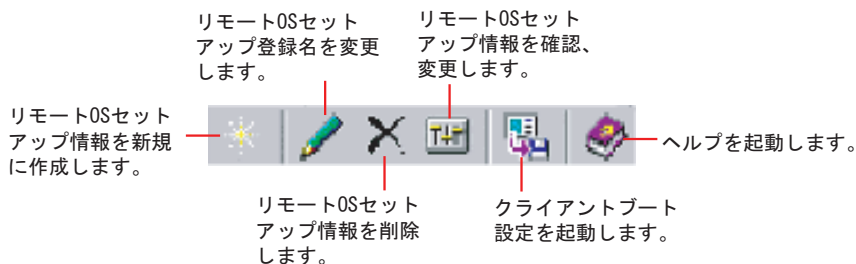 リモートOSセット
アップ登録名を変更
します。
リモートOSセット
アップ情報を確認、
変更します。
リモートOSセット
アップ情報を新規
に作成します。
ヘルプを起動します。
リモートOSセット
アップ情報を削除
します。
クライアントブート
設定を起動します。